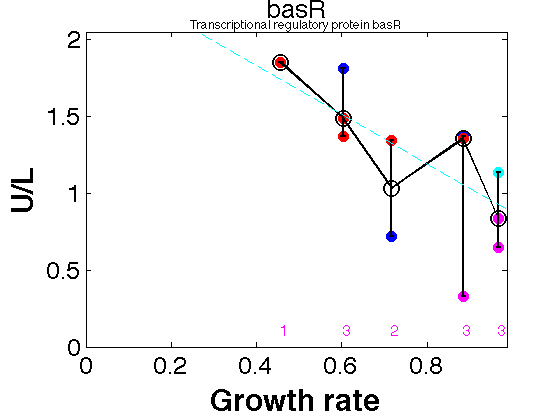 basR
Transcriptional regulatory protein basR
2
1.5
1
0.5
0
U/L
1 3 2 3 3
0 0.2 0.4 0.6 0.8
Growth rate